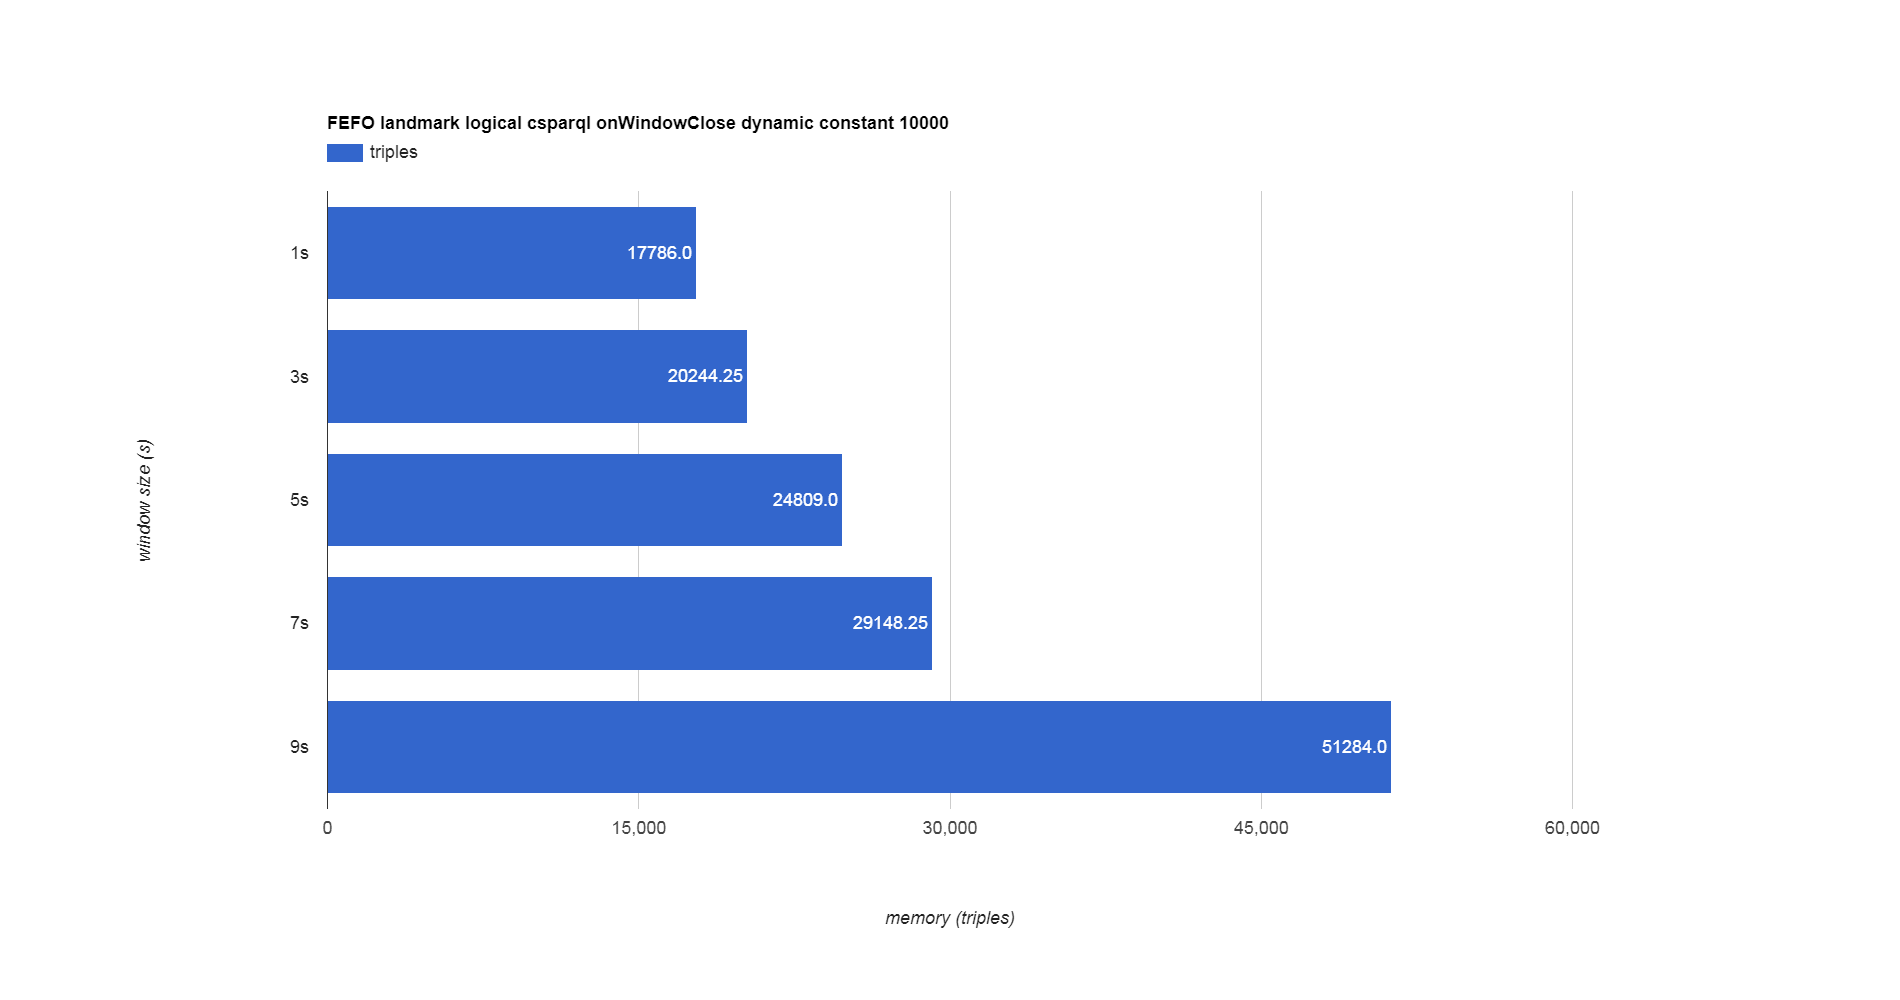 FEFO landmark logical csparql onWindowClose dynamic constant 10000
triples
1s
17786.0
3s
20244.25
5s
24809.0
7s
29148.25
9s
51284.0
window size (s)
0
15,000
30,000
45,000
60,000
memory (triples)